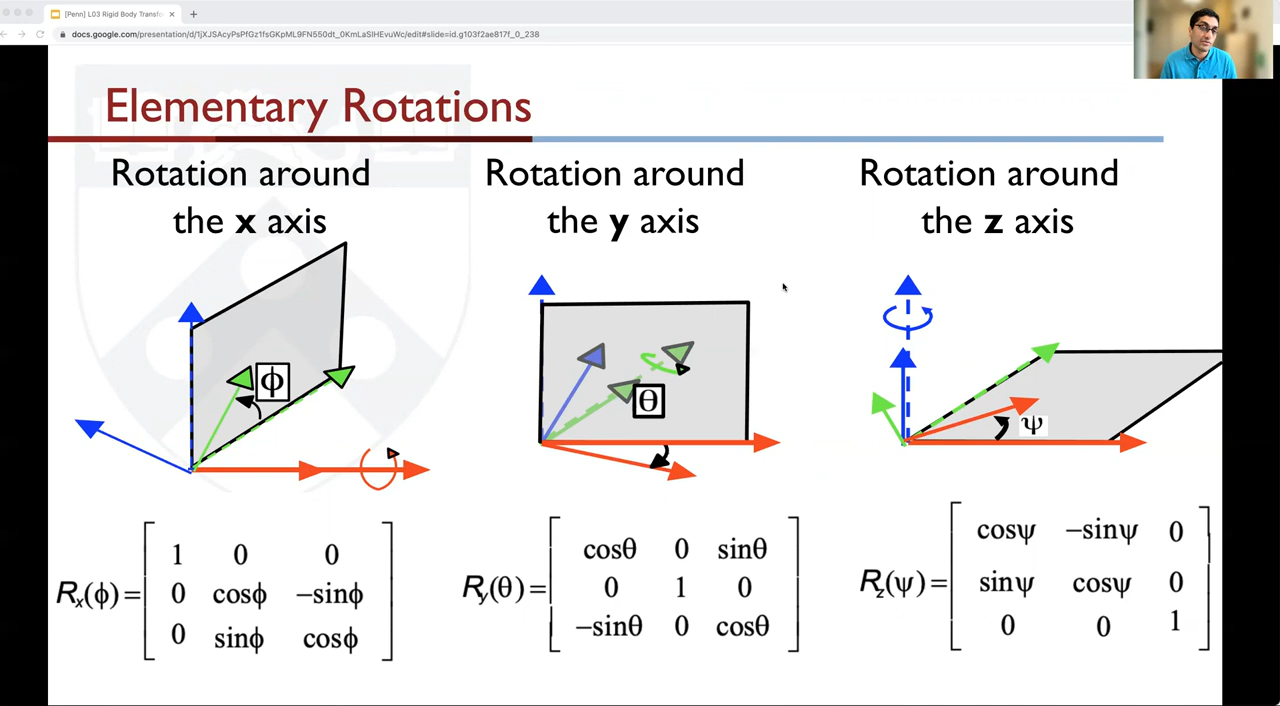 [Penn] L03 Rigid Body Transfo
docs.google.com/presentation/d/1jXJSAcyPsPfGz1fsGKpML9FN550dt_0KmLaSIHEvuWc/edit#slide=id.g103f2ae817f_0_238
Elementary Rotations
Rotation around
the x axis
Rotation around
the y axis
Rotation around
the z axis
ϕ
θ
ψ
Rx(ϕ)=
1 0 0
0 cosϕ −sinϕ
0 sinϕ cosϕ
Ry(θ)=
cosθ 0 sinθ
0 1 0
−sinθ 0 cosθ
Rz(ψ)=
cosψ −sinψ 0
sinψ cosψ 0
0 0 1